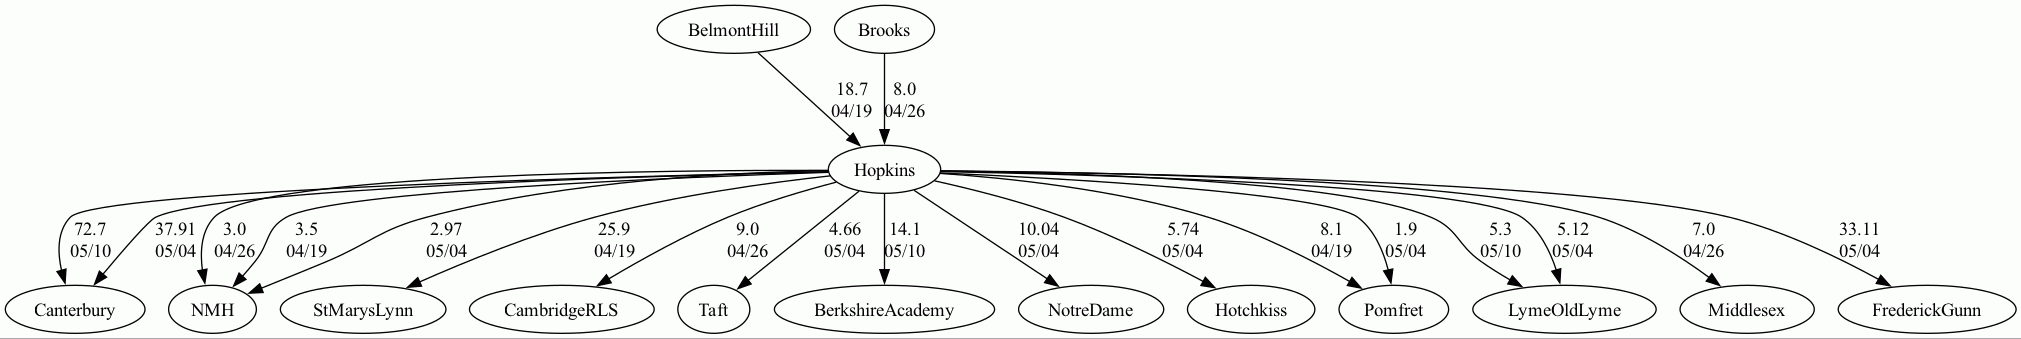 BelmontHill
Brooks
18.7
04/19
8.0
04/26
Hopkins
72.7
05/10
37.91
05/04
3.0
04/26
3.5
04/19
2.97
05/04
25.9
04/19
9.0
04/26
4.66
05/04
14.1
05/10
10.04
05/04
5.74
05/04
8.1
04/19
1.9
05/04
5.3
05/10
5.12
05/04
7.0
04/26
33.11
05/04
Canterbury
NMH
StMarysLynn
CambridgeRLS
Taft
BerkshireAcademy
NotreDame
Hotchkiss
Pomfret
LymeOldLyme
Middlesex
FrederickGunn